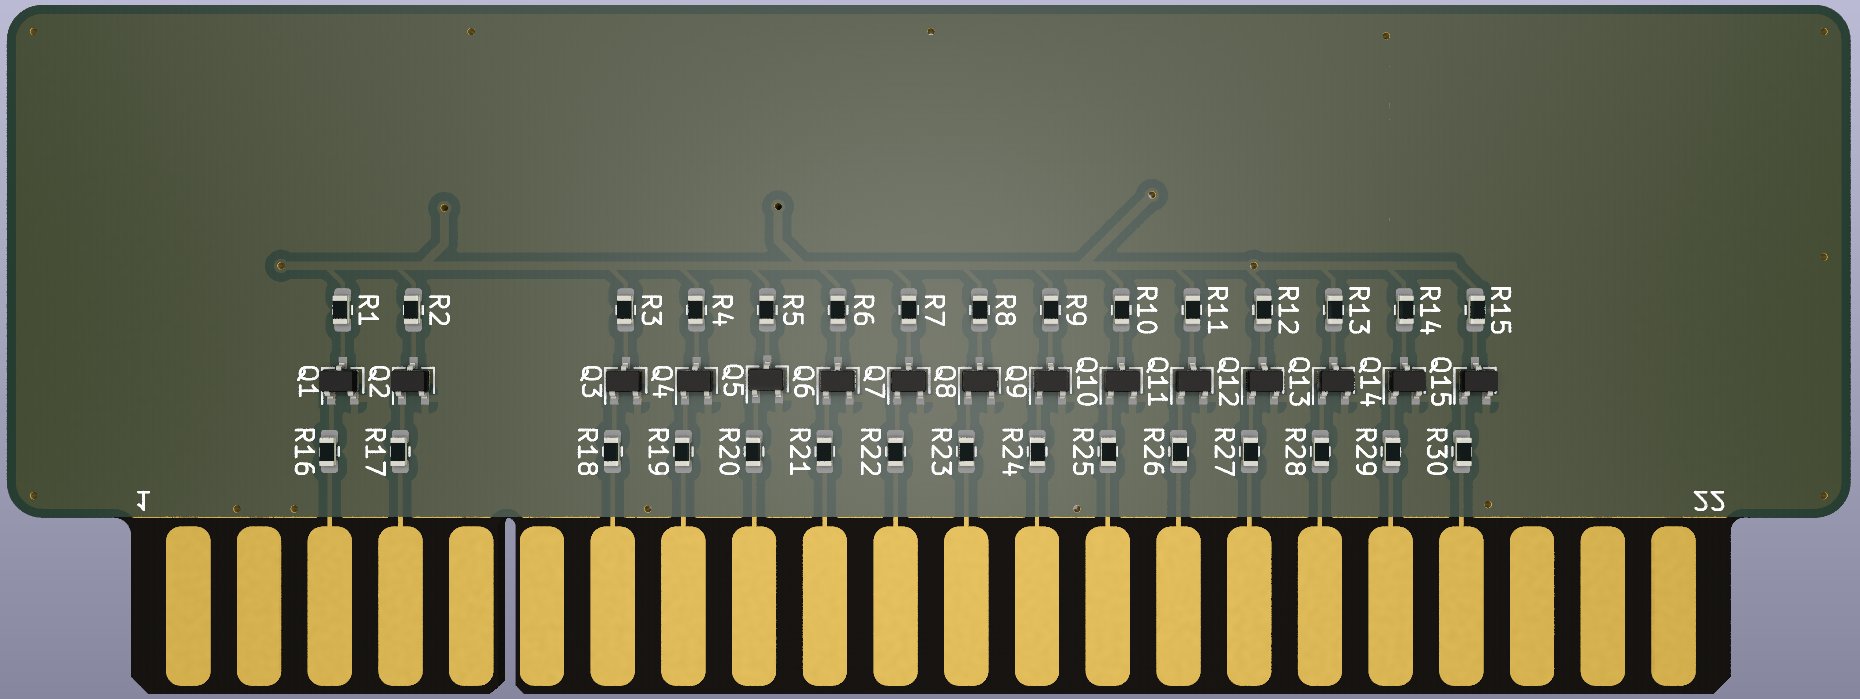 R1 R2 R3 R4 R5 R6 R7 R8 R9 R10 R11 R12 R13 R14 R15
Q1 Q2 Q3 Q4 Q5 Q6 Q7 Q8 Q9 Q10 Q11 Q12 Q13 Q14 Q15
R16 R17 R18 R19 R20 R21 R22 R23 R24 R25 R26 R27 R28 R29 R30
1 22